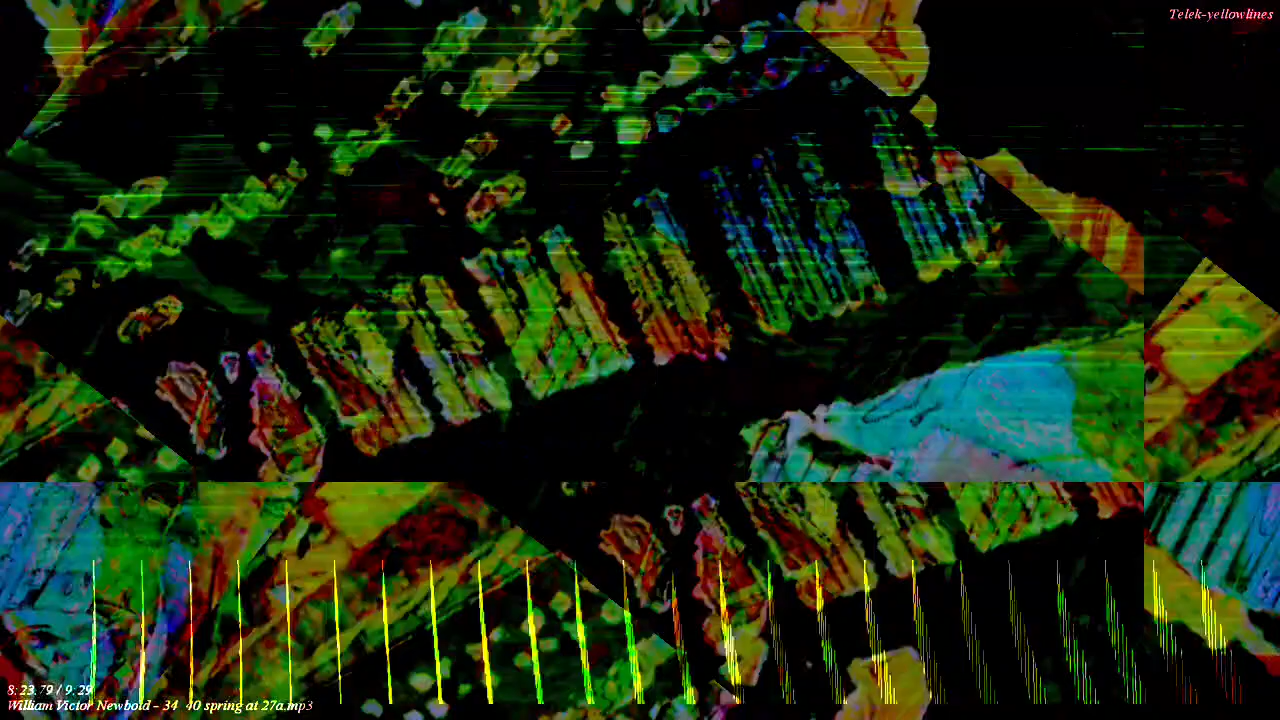 Telek-yellowlines
8:23.79 / 9:29
William Victor Newbold - 34 40 spring at 27a.mp3